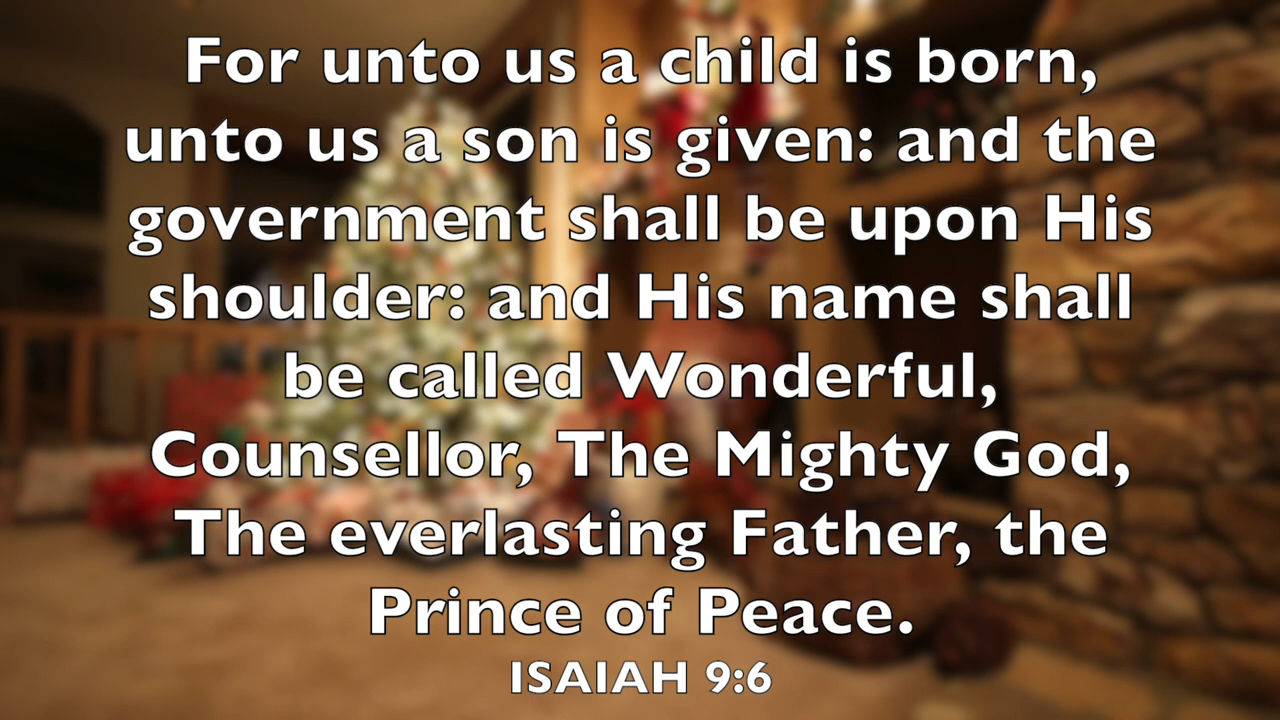 For unto us a child is born,
unto us a son is given: and the
government shall be upon His
shoulder: and His name shall
be called Wonderful,
Counsellor, The Mighty God,
The everlasting Father, the
Prince of Peace.
ISAIAH 9:6